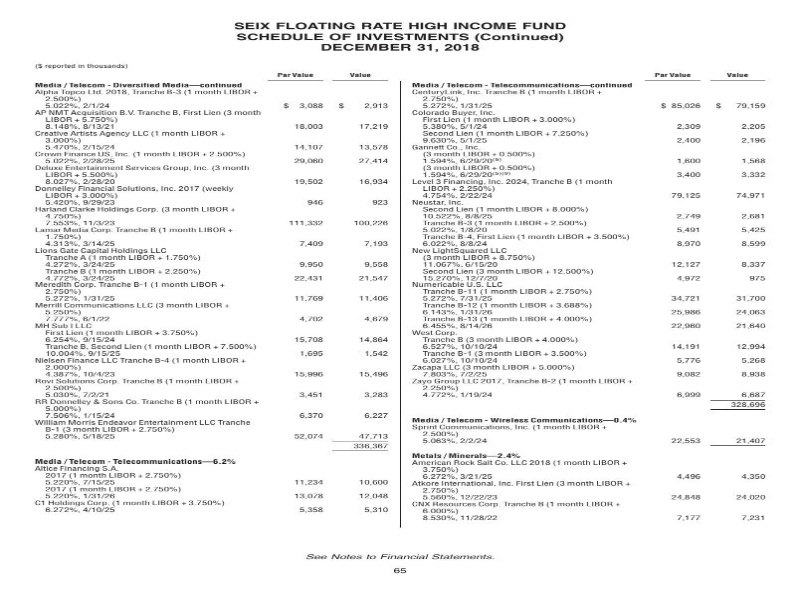 SEIX FLOATING RATE HIGH INCOME FUND
SCHEDULE OF INVESTMENTS (Continued)
DECEMBER 31, 2018
($ reported in thousands)
Par Value Value
Media / Telecom - Diversified Media—continued
Alpha Topco Ltd. 2018, Tranche B-3 (1 month LIBOR +
2.500%)
5.022%, 2/1/24 $ 3,088 $ 2,913
AP NMT Acquisition B.V. Tranche B, First Lien (3 month
LIBOR + 5.750%)
8.148%, 8/13/21 18,003 17,219
Creative Artists Agency LLC (1 month LIBOR +
3.000%)
5.470%, 2/15/24 14,107 13,578
Crown Finance US, Inc. (1 month LIBOR + 2.500%)
5.022%, 2/28/25 29,060 27,414
Deluxe Entertainment Services Group, Inc. (3 month
LIBOR + 5.500%)
8.027%, 2/28/20 19,502 16,934
Donnelley Financial Solutions, Inc. 2017 (weekly
LIBOR + 3.000%)
5.420%, 9/29/23 946 923
Harland Clarke Holdings Corp. (3 month LIBOR +
4.750%)
7.553%, 11/3/23 111,332 100,226
Lamar Media Corp. Tranche B (1 month LIBOR +
1.750%)
4.313%, 3/14/25 7,409 7,193
Lions Gate Capital Holdings LLC
Tranche A (1 month LIBOR + 1.750%)
4.272%, 3/24/25 9,950 9,558
Tranche B (1 month LIBOR + 2.250%)
4.772%, 3/24/25 22,431 21,547
Meredith Corp. Tranche B-1 (1 month LIBOR +
2.750%)
5.272%, 1/31/25 11,769 11,406
Merrill Communications LLC (3 month LIBOR +
5.250%)
7.777%, 6/1/22 4,702 4,679
MH Sub I LLC
First Lien (1 month LIBOR + 3.750%)
6.254%, 9/15/24 15,708 14,864
Tranche B, Second Lien (1 month LIBOR + 7.500%)
10.004%, 9/15/25 1,695 1,542
Nielsen Finance LLC Tranche B-4 (1 month LIBOR +
2.000%)
4.387%, 10/4/23 15,996 15,496
Rovi Solutions Corp. Tranche B (1 month LIBOR +
2.500%)
5.030%, 7/2/21 3,451 3,283
RR Donnelley & Sons Co. Tranche B (1 month LIBOR +
5.000%)
7.506%, 1/15/24 6,370 6,227
William Morris Endeavor Entertainment LLC Tranche
B-1 (3 month LIBOR + 2.750%)
5.280%, 5/18/25 52,074 47,713
336,367
Media / Telecom - Telecommunications—6.2%
Altice Financing S.A.
2017 (1 month LIBOR + 2.750%)
5.220%, 7/15/25 11,234 10,600
2017 (1 month LIBOR + 2.750%)
5.220%, 1/31/26 13,078 12,048
C1 Holdings Corp. (1 month LIBOR + 3.750%)
6.272%, 4/10/25 5,358 5,310
Par Value Value
Media / Telecom - Telecommunications—continued
CenturyLink, Inc. Tranche B (1 month LIBOR +
2.750%)
5.272%, 1/31/25 $ 85,026 $ 79,159
Colorado Buyer, Inc.
First Lien (1 month LIBOR + 3.000%)
5.380%, 5/1/24 2,309 2,205
Second Lien (1 month LIBOR + 7.250%)
9.630%, 5/1/25 2,400 2,196
Gannett Co., Inc.
(3 month LIBOR + 0.500%)
1.594%, 6/29/20 1,600 1,568
(3 month LIBOR + 0.500%)
1.594%, 6/29/20 3,400 3,332
Level 3 Financing, Inc. 2024, Tranche B (1 month
LIBOR + 2.250%)
4.754%, 2/22/24 79,125 74,971
Neustar, Inc.
Second Lien (1 month LIBOR + 8.000%)
10.522%, 8/8/25 2,749 2,681
Tranche B-3 (1 month LIBOR + 2.500%)
5.022%, 1/8/20 5,491 5,425
Tranche B-4, First Lien (1 month LIBOR + 3.500%)
6.022%, 8/8/24 8,970 8,599
New LightSquared LLC
(3 month LIBOR + 8.750%)
11.067%, 6/15/20 12,127 8,337
Second Lien (3 month LIBOR + 12.500%)
15.270%, 12/7/20 4,972 975
Numericable U.S. LLC
Tranche B-11 (1 month LIBOR + 2.750%)
5.272%, 7/31/25 34,721 31,700
Tranche B-12 (1 month LIBOR + 3.688%)
6.143%, 1/31/26 25,986 24,063
Tranche B-13 (1 month LIBOR + 4.000%)
6.455%, 8/14/26 22,960 21,640
West Corp.
Tranche B (3 month LIBOR + 4.000%)
6.527%, 10/10/24 14,191 12,994
Tranche B-1 (3 month LIBOR + 3.500%)
6.027%, 10/10/24 5,776 5,268
Zacapa LLC (3 month LIBOR + 5.000%)
7.803%, 7/2/25 9,082 8,938
Zayo Group LLC 2017, Tranche B-2 (1 month LIBOR +
2.250%)
4.772%, 1/19/24 6,999 6,687
328,696
Media / Telecom - Wireless Communications—0.4%
Sprint Communications, Inc. (1 month LIBOR +
2.500%)
5.063%, 2/2/24 22,553 21,407
Metals / Minerals—2.4%
American Rock Salt Co. LLC 2018 (1 month LIBOR +
3.750%)
6.272%, 3/21/25 4,496 4,350
Atkore International, Inc. First Lien (3 month LIBOR +
2.750%)
5.560%, 12/22/23 24,848 24,020
CNX Resources Corp. Tranche B (1 month LIBOR +
6.000%)
8.530%, 11/28/22 7,177 7,231
See Notes to Financial Statements.
65